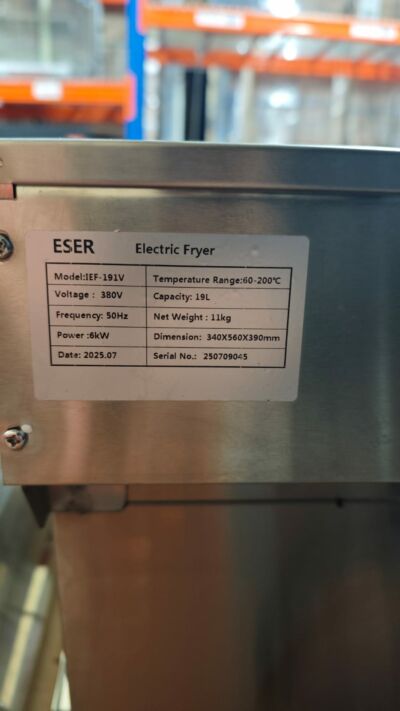 ESER Electric Fryer
Model:IEF-191V Temperature Range:60-200℃
Voltage : 380V Capacity: 19L
Frequency: 50Hz Net Weight : 11kg
Power :6kW Dimension: 340X560X390mm
Date: 2025.07 Serial No.: 250709045